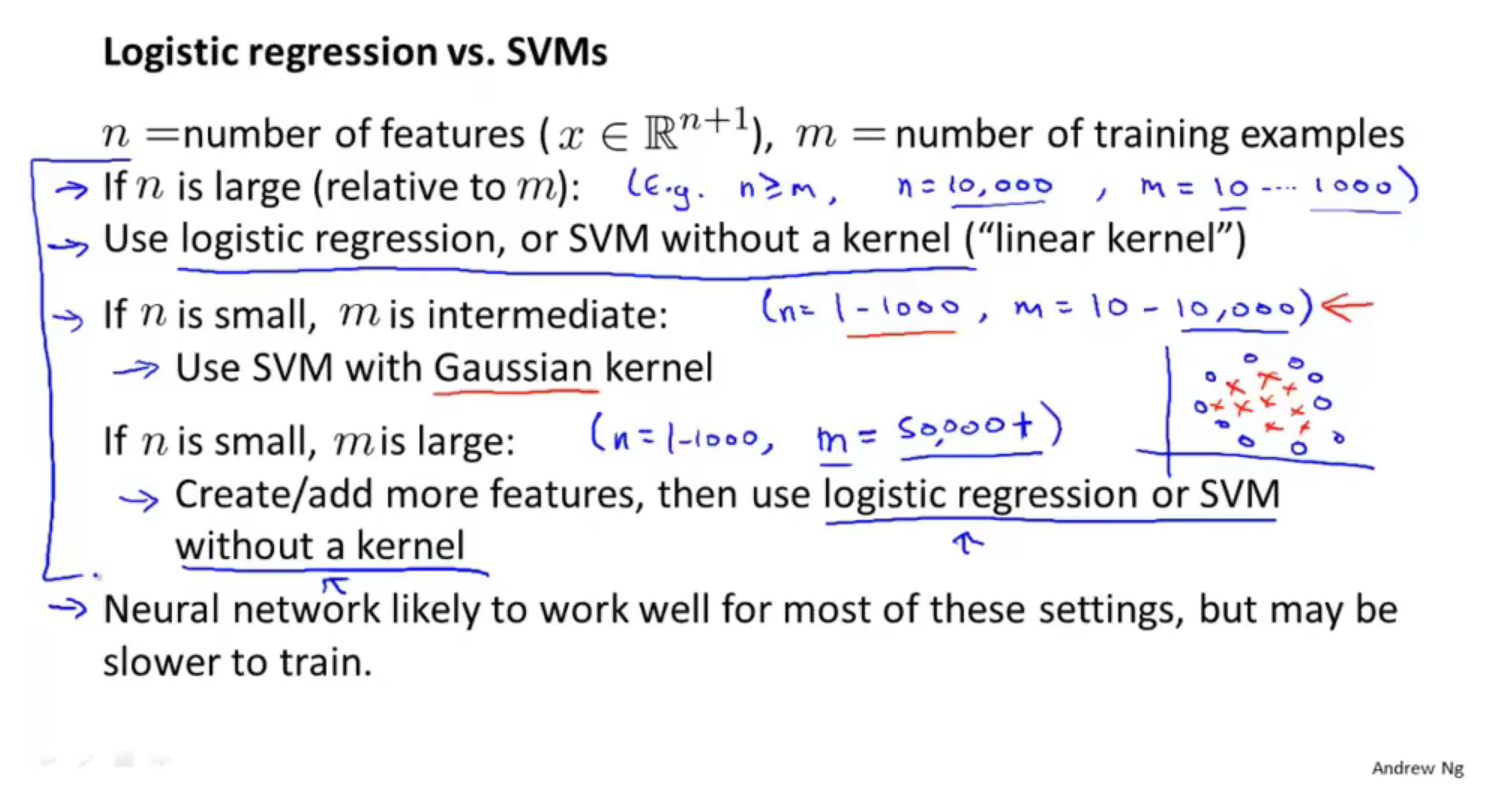 Logistic regression vs. SVMs
n =number of features (x ∈ ℝⁿ⁺¹), m = number of training examples
→ If n is large (relative to m): (E.g. n ≥ m, n = 10,000, m = 10 .... 1000)
→ Use logistic regression, or SVM without a kernel (“linear kernel”)
→ If n is small, m is intermediate: (n = 1 - 1000, m = 10 - 10,000) ←
→ Use SVM with Gaussian kernel
If n is small, m is large: (n = 1-1000, m = 50,000+)
→ Create/add more features, then use logistic regression or SVM
without a kernel
→ Neural network likely to work well for most of these settings, but may be
slower to train.
Andrew Ng